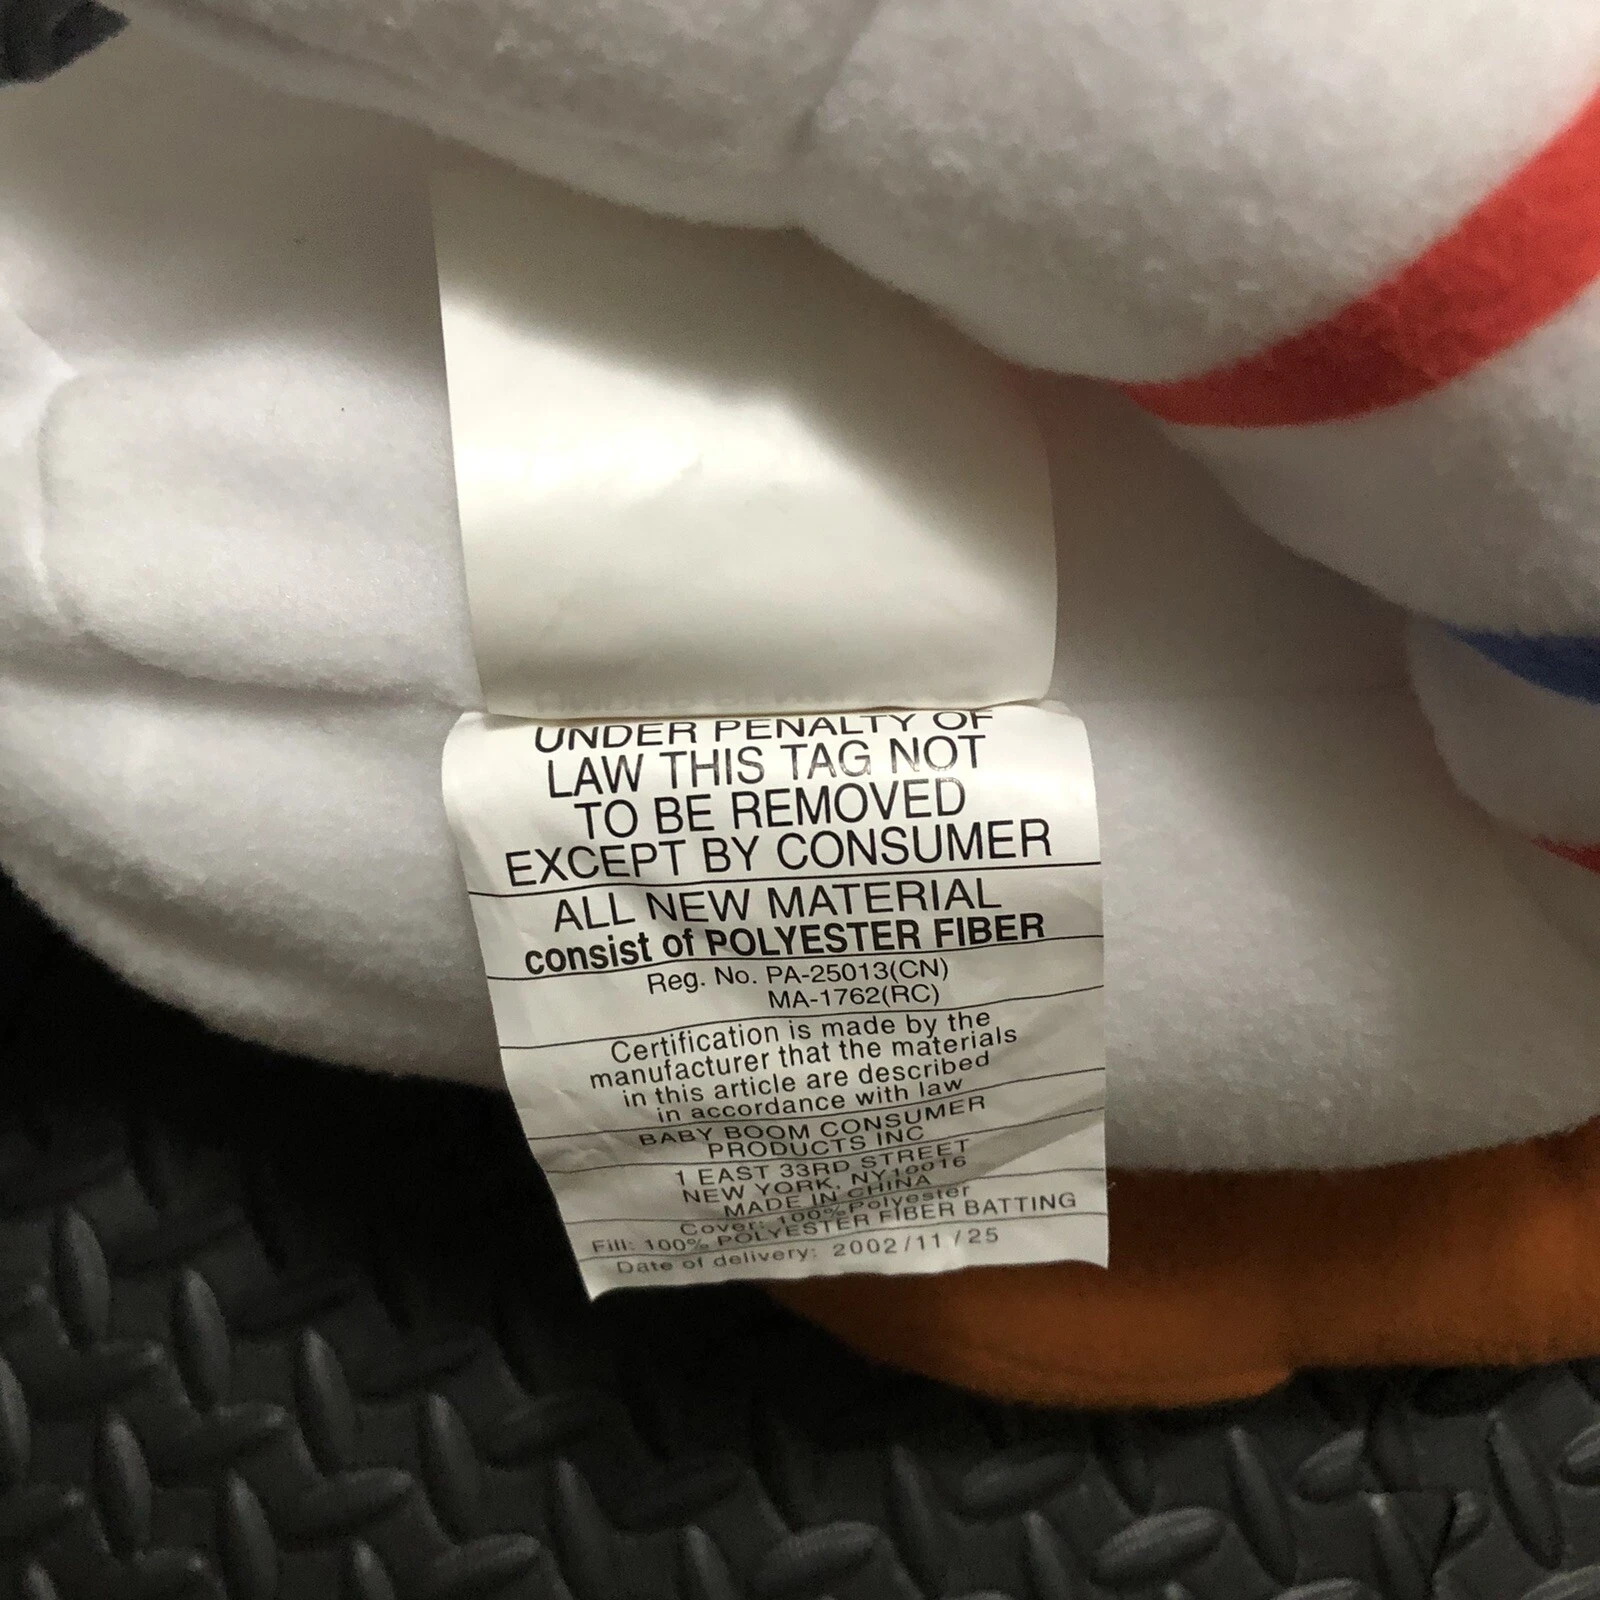 UNDER PENALTY OF
LAW THIS TAG NOT
TO BE REMOVED
EXCEPT BY CONSUMER
ALL NEW MATERIAL
consist of POLYESTER FIBER
Reg. No. PA-25013(CN)
MA-1762(RC)
Certification is made by the
manufacturer that the materials
in this article are described
in accordance with law
BABY BOOM CONSUMER
PRODUCTS INC
1 EAST 33RD STREET
NEW YORK, NY10016
MADE IN CHINA
Cover: 100%Polyester
Fill: 100% POLYESTER FIBER BATTING
Date of delivery: 2002/11/25